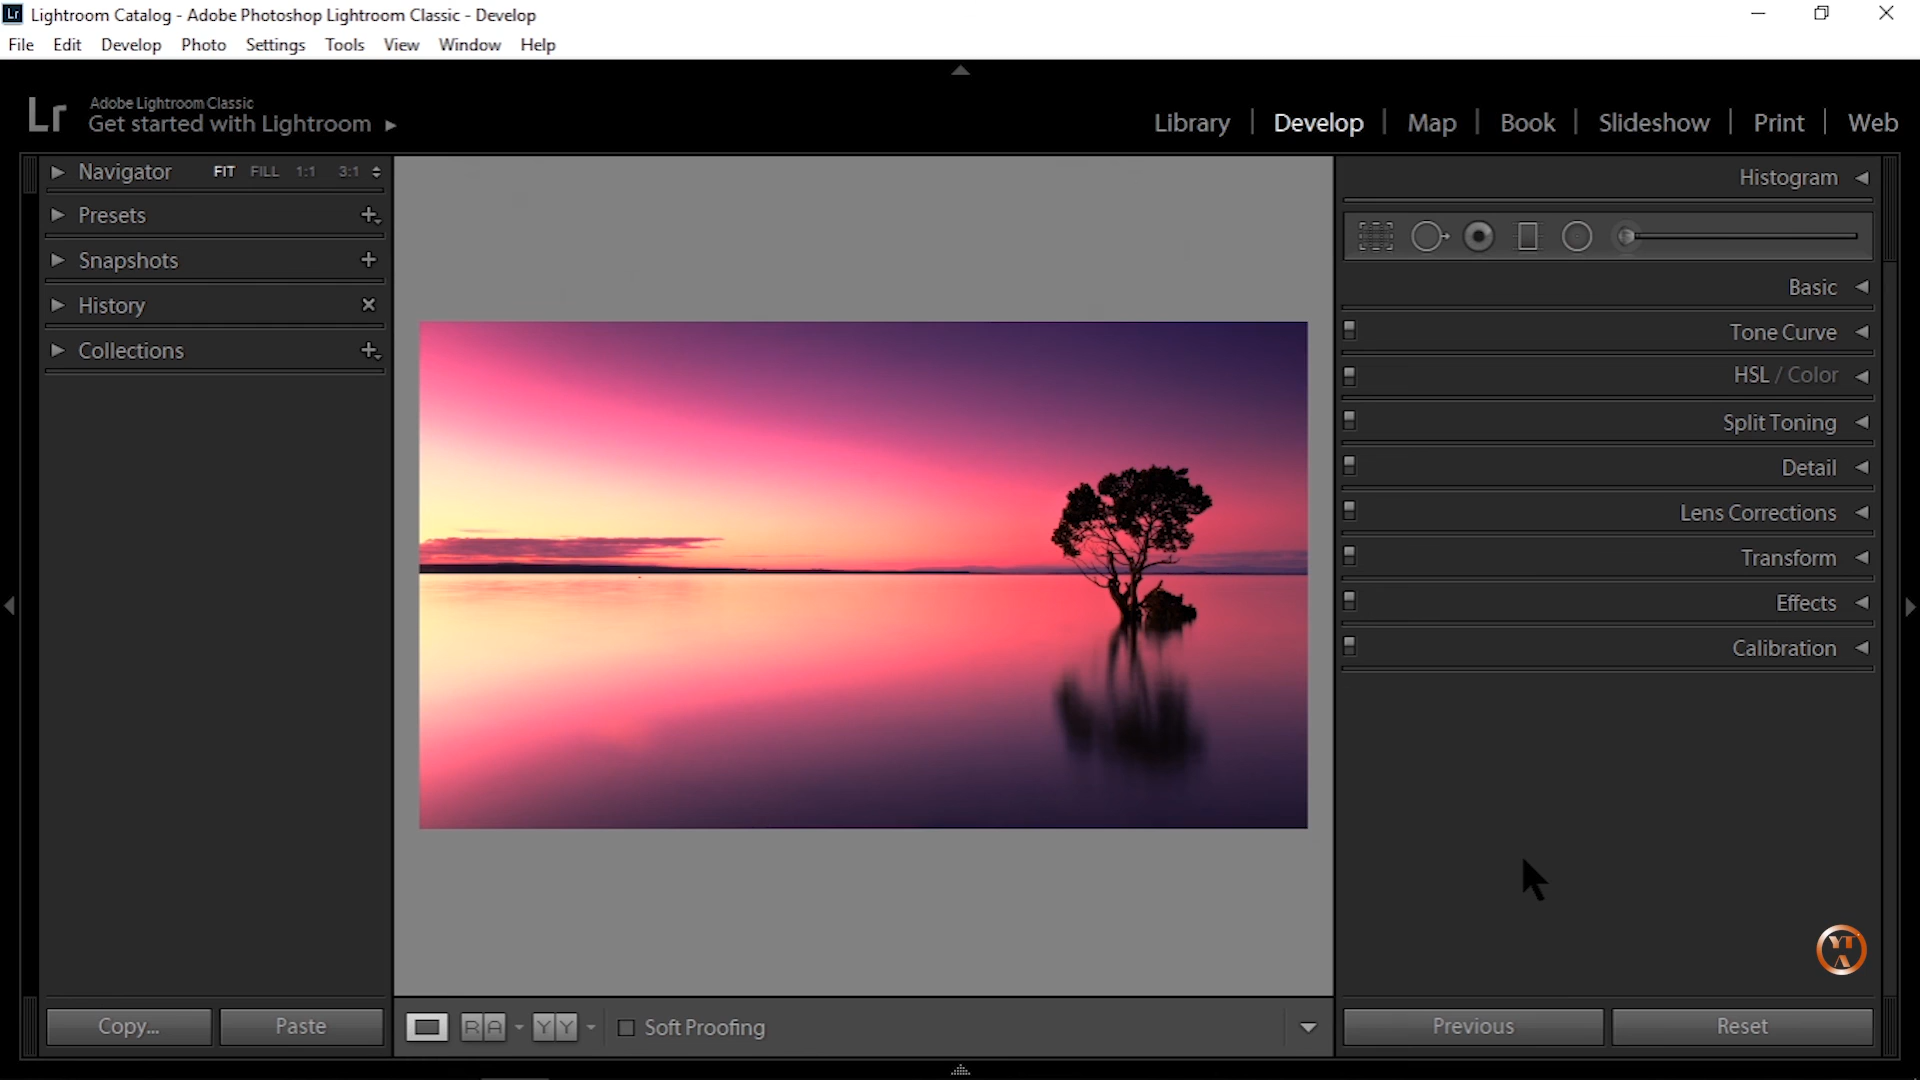 Lightroom Catalog - Adobe Photoshop Lightroom Classic - Develop
File Edit Develop Photo Settings Tools View Window Help
Lr Adobe Lightroom Classic
Get started with Lightroom
Library | Develop | Map | Book | Slideshow | Print | Web
Navigator FIT FILL 1:1 3:1
Presets
Snapshots
History
Collections
Histogram
Basic
Tone Curve
HSL / Color
Split Toning
Detail
Lens Corrections
Transform
Effects
Calibration
YT
A
Copy... Paste
RA YY Soft Proofing
Previous Reset